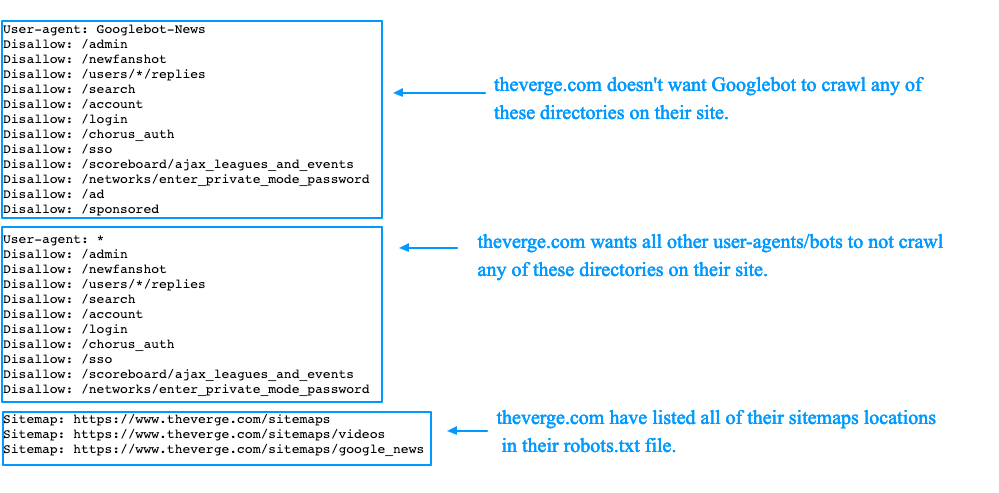 User-agent: Googlebot-News
Disallow: /admin
Disallow: /newfanshot
Disallow: /users/*/replies
Disallow: /search
Disallow: /account
Disallow: /login
Disallow: /chorus_auth
Disallow: /sso
Disallow: /scoreboard/ajax_leagues_and_events
Disallow: /networks/enter_private_mode_password
Disallow: /ad
Disallow: /sponsored
theverge.com doesn't want Googlebot to crawl any of
these directories on their site.
User-agent: *
Disallow: /admin
Disallow: /newfanshot
Disallow: /users/*/replies
Disallow: /search
Disallow: /account
Disallow: /login
Disallow: /chorus_auth
Disallow: /sso
Disallow: /scoreboard/ajax_leagues_and_events
Disallow: /networks/enter_private_mode_password
theverge.com wants all other user-agents/bots to not crawl
any of these directories on their site.
Sitemap: https://www.theverge.com/sitemaps
Sitemap: https://www.theverge.com/sitemaps/videos
Sitemap: https://www.theverge.com/sitemaps/google_news
theverge.com have listed all of their sitemaps locations
in their robots.txt file.